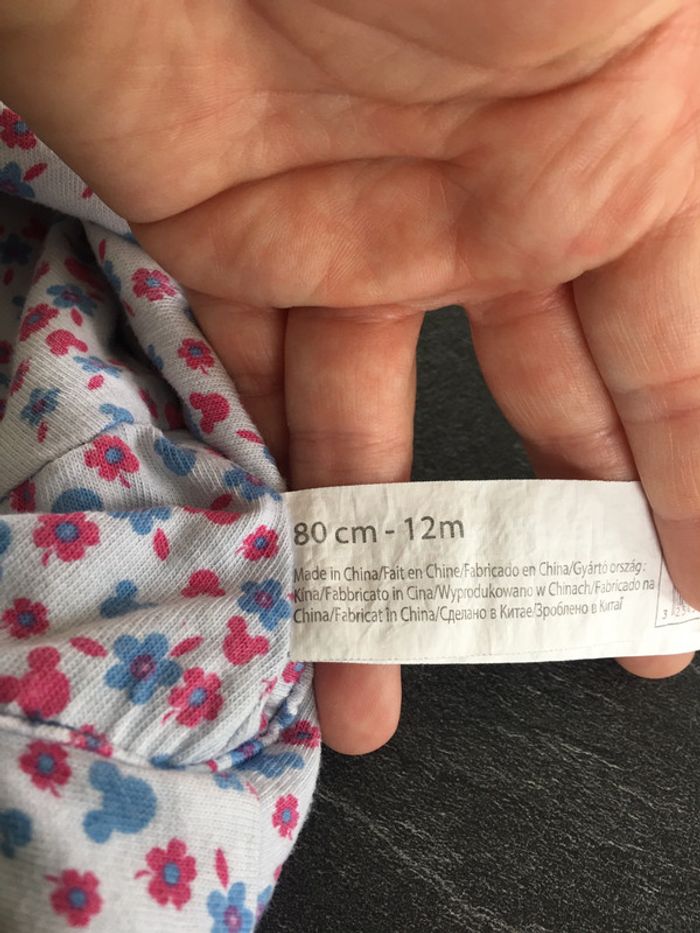 80 cm - 12m
Made in China/Fait en Chine/Fabricado en China/Gyártó ország:
Kína/Fabbricato in Cina/Wyprodukowano w Chinach/Fabricado na
China/Fabricat în China/Сделано в Китае/Зроблено в Китаї
3